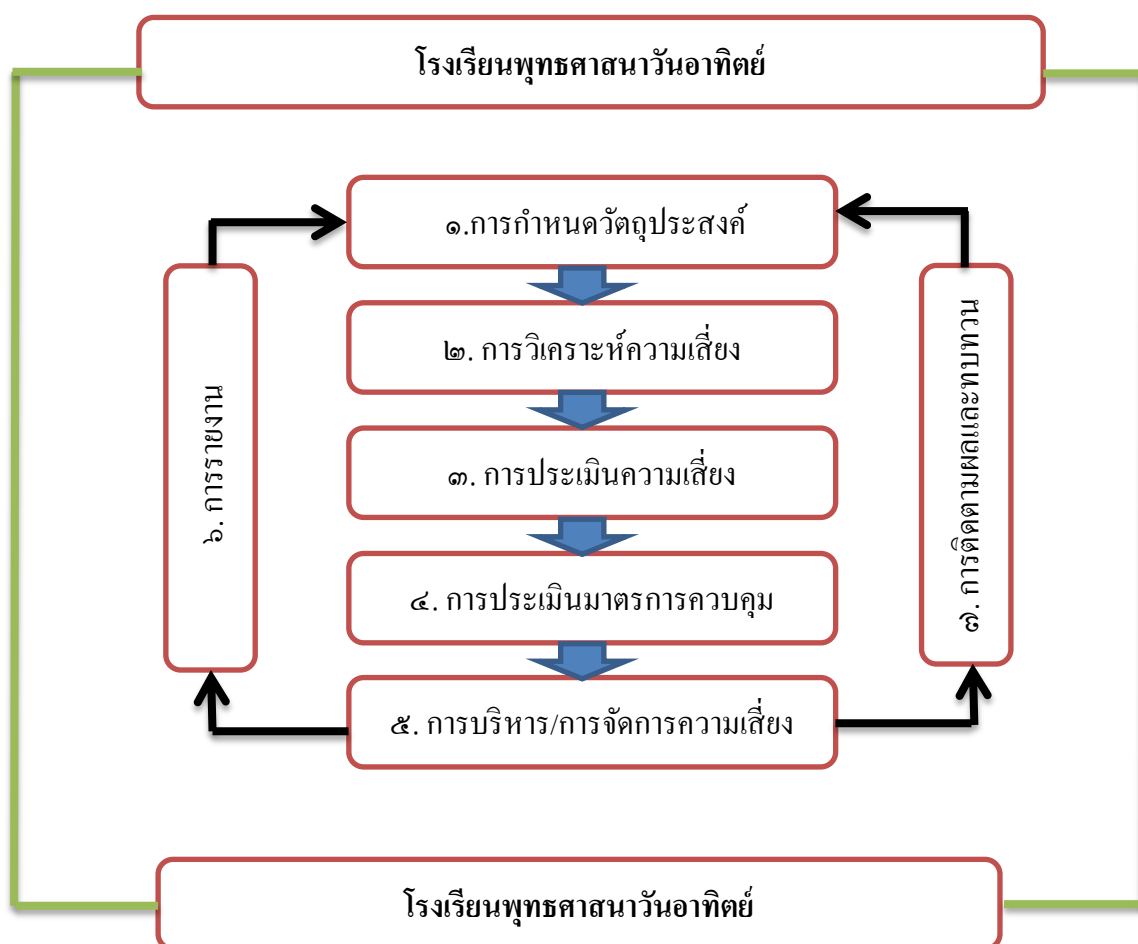 โรงเรียนพุทธศาสนาวันอาทิตย์
๑.การกำหนดวัตถุประสงค์
๒. การวิเคราะห์ความเสี่ยง
๓. การประเมินความเสี่ยง
๔. การประเมินมาตรการควบคุม
๕. การบริหาร/การจัดการความเสี่ยง
๖. การรายงาน
๗. การติดตามผลและทบทวน
โรงเรียนพุทธศาสนาวันอาทิตย์